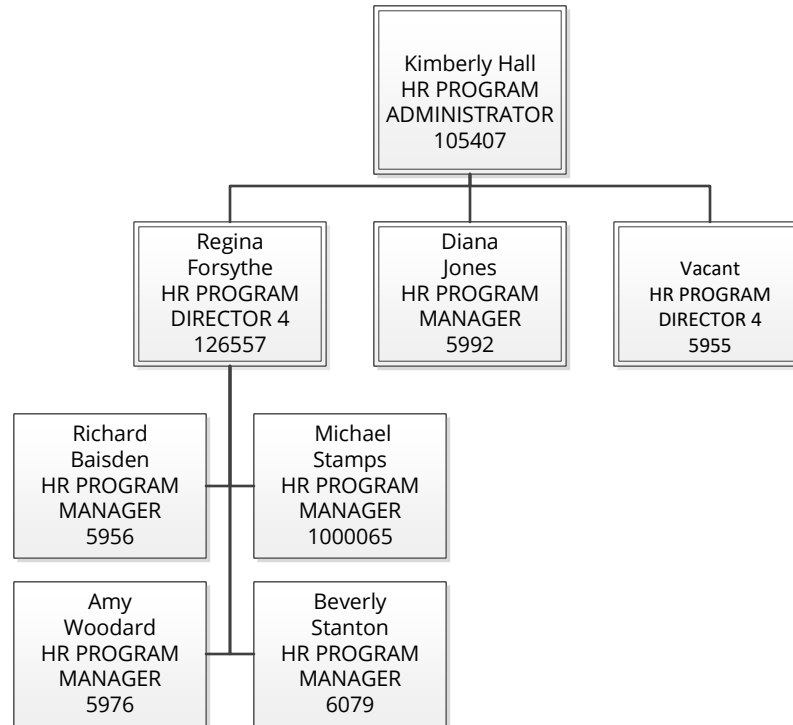 Kimberly Hall
HR PROGRAM
ADMINISTRATOR
105407
Regina
Forsythe
HR PROGRAM
DIRECTOR 4
126557
Diana
Jones
HR PROGRAM
MANAGER
5992
Vacant
HR PROGRAM
DIRECTOR 4
5955
Richard
Baisden
HR PROGRAM
MANAGER
5956
Michael
Stamps
HR PROGRAM
MANAGER
1000065
Amy
Woodard
HR PROGRAM
MANAGER
5976
Beverly
Stanton
HR PROGRAM
MANAGER
6079